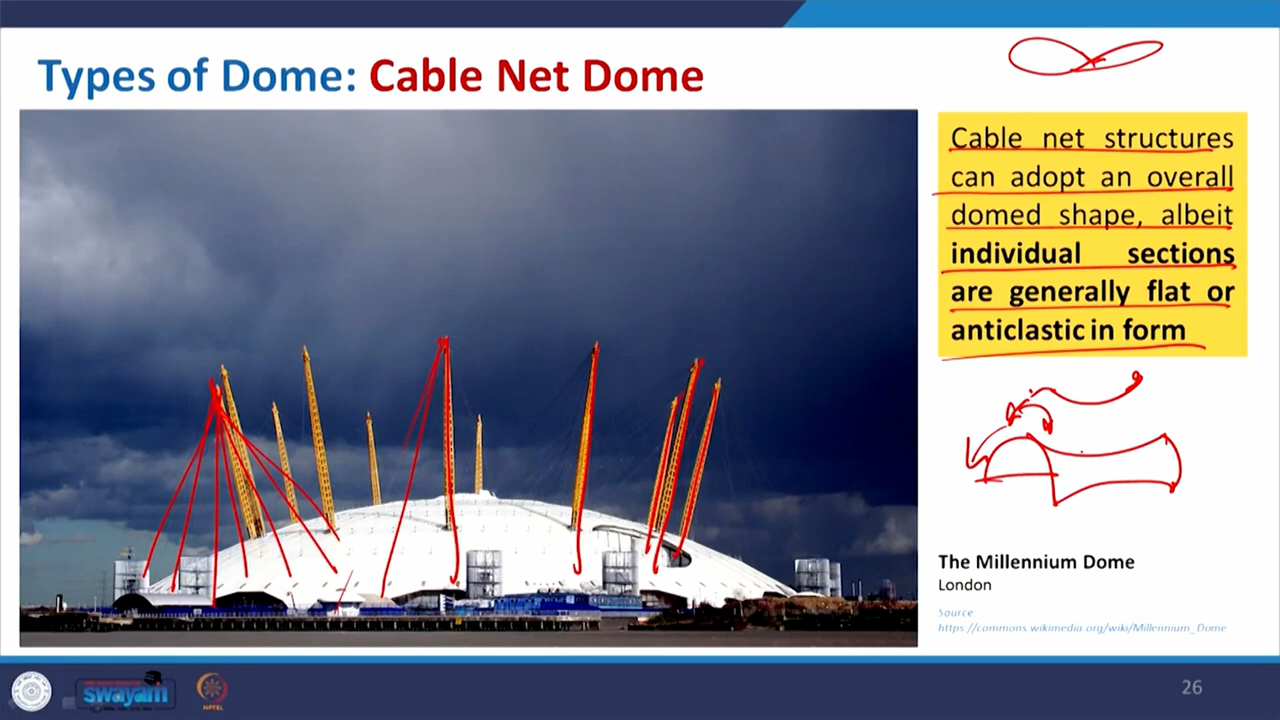 Types of Dome: Cable Net Dome
Cable net structures
can adopt an overall
domed shape, albeit
individual sections
are generally flat or
anticlastic in form
The Millennium Dome
London
Source:
https://commons.wikimedia.org/wiki/Millennium_Dome
swayam
NPTEL
26